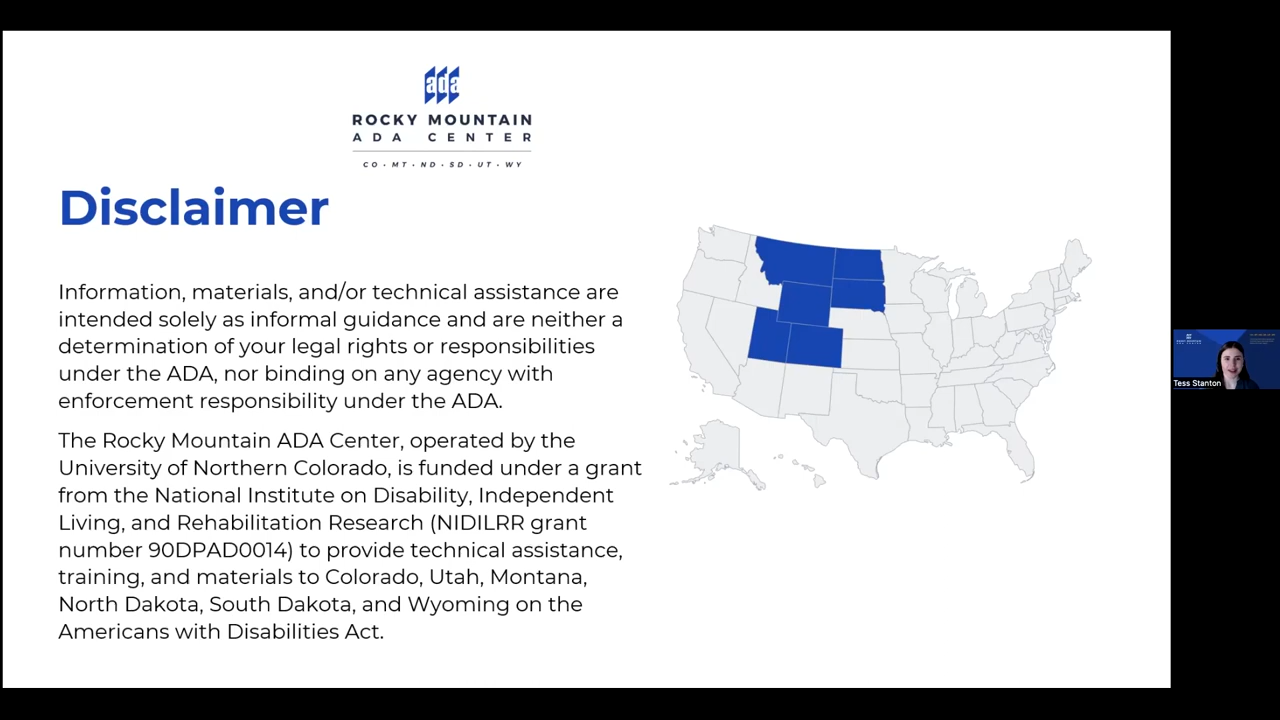 ada
ROCKY MOUNTAIN
ADA CENTER
CO • MT • ND • SD • UT • WY
Disclaimer
Information, materials, and/or technical assistance are
intended solely as informal guidance and are neither a
determination of your legal rights or responsibilities
under the ADA, nor binding on any agency with
enforcement responsibility under the ADA.
The Rocky Mountain ADA Center, operated by the
University of Northern Colorado, is funded under a grant
from the National Institute on Disability, Independent
Living, and Rehabilitation Research (NIDILRR grant
number 90DPAD0014) to provide technical assistance,
training, and materials to Colorado, Utah, Montana,
North Dakota, South Dakota, and Wyoming on the
Americans with Disabilities Act.
Tess Stanton